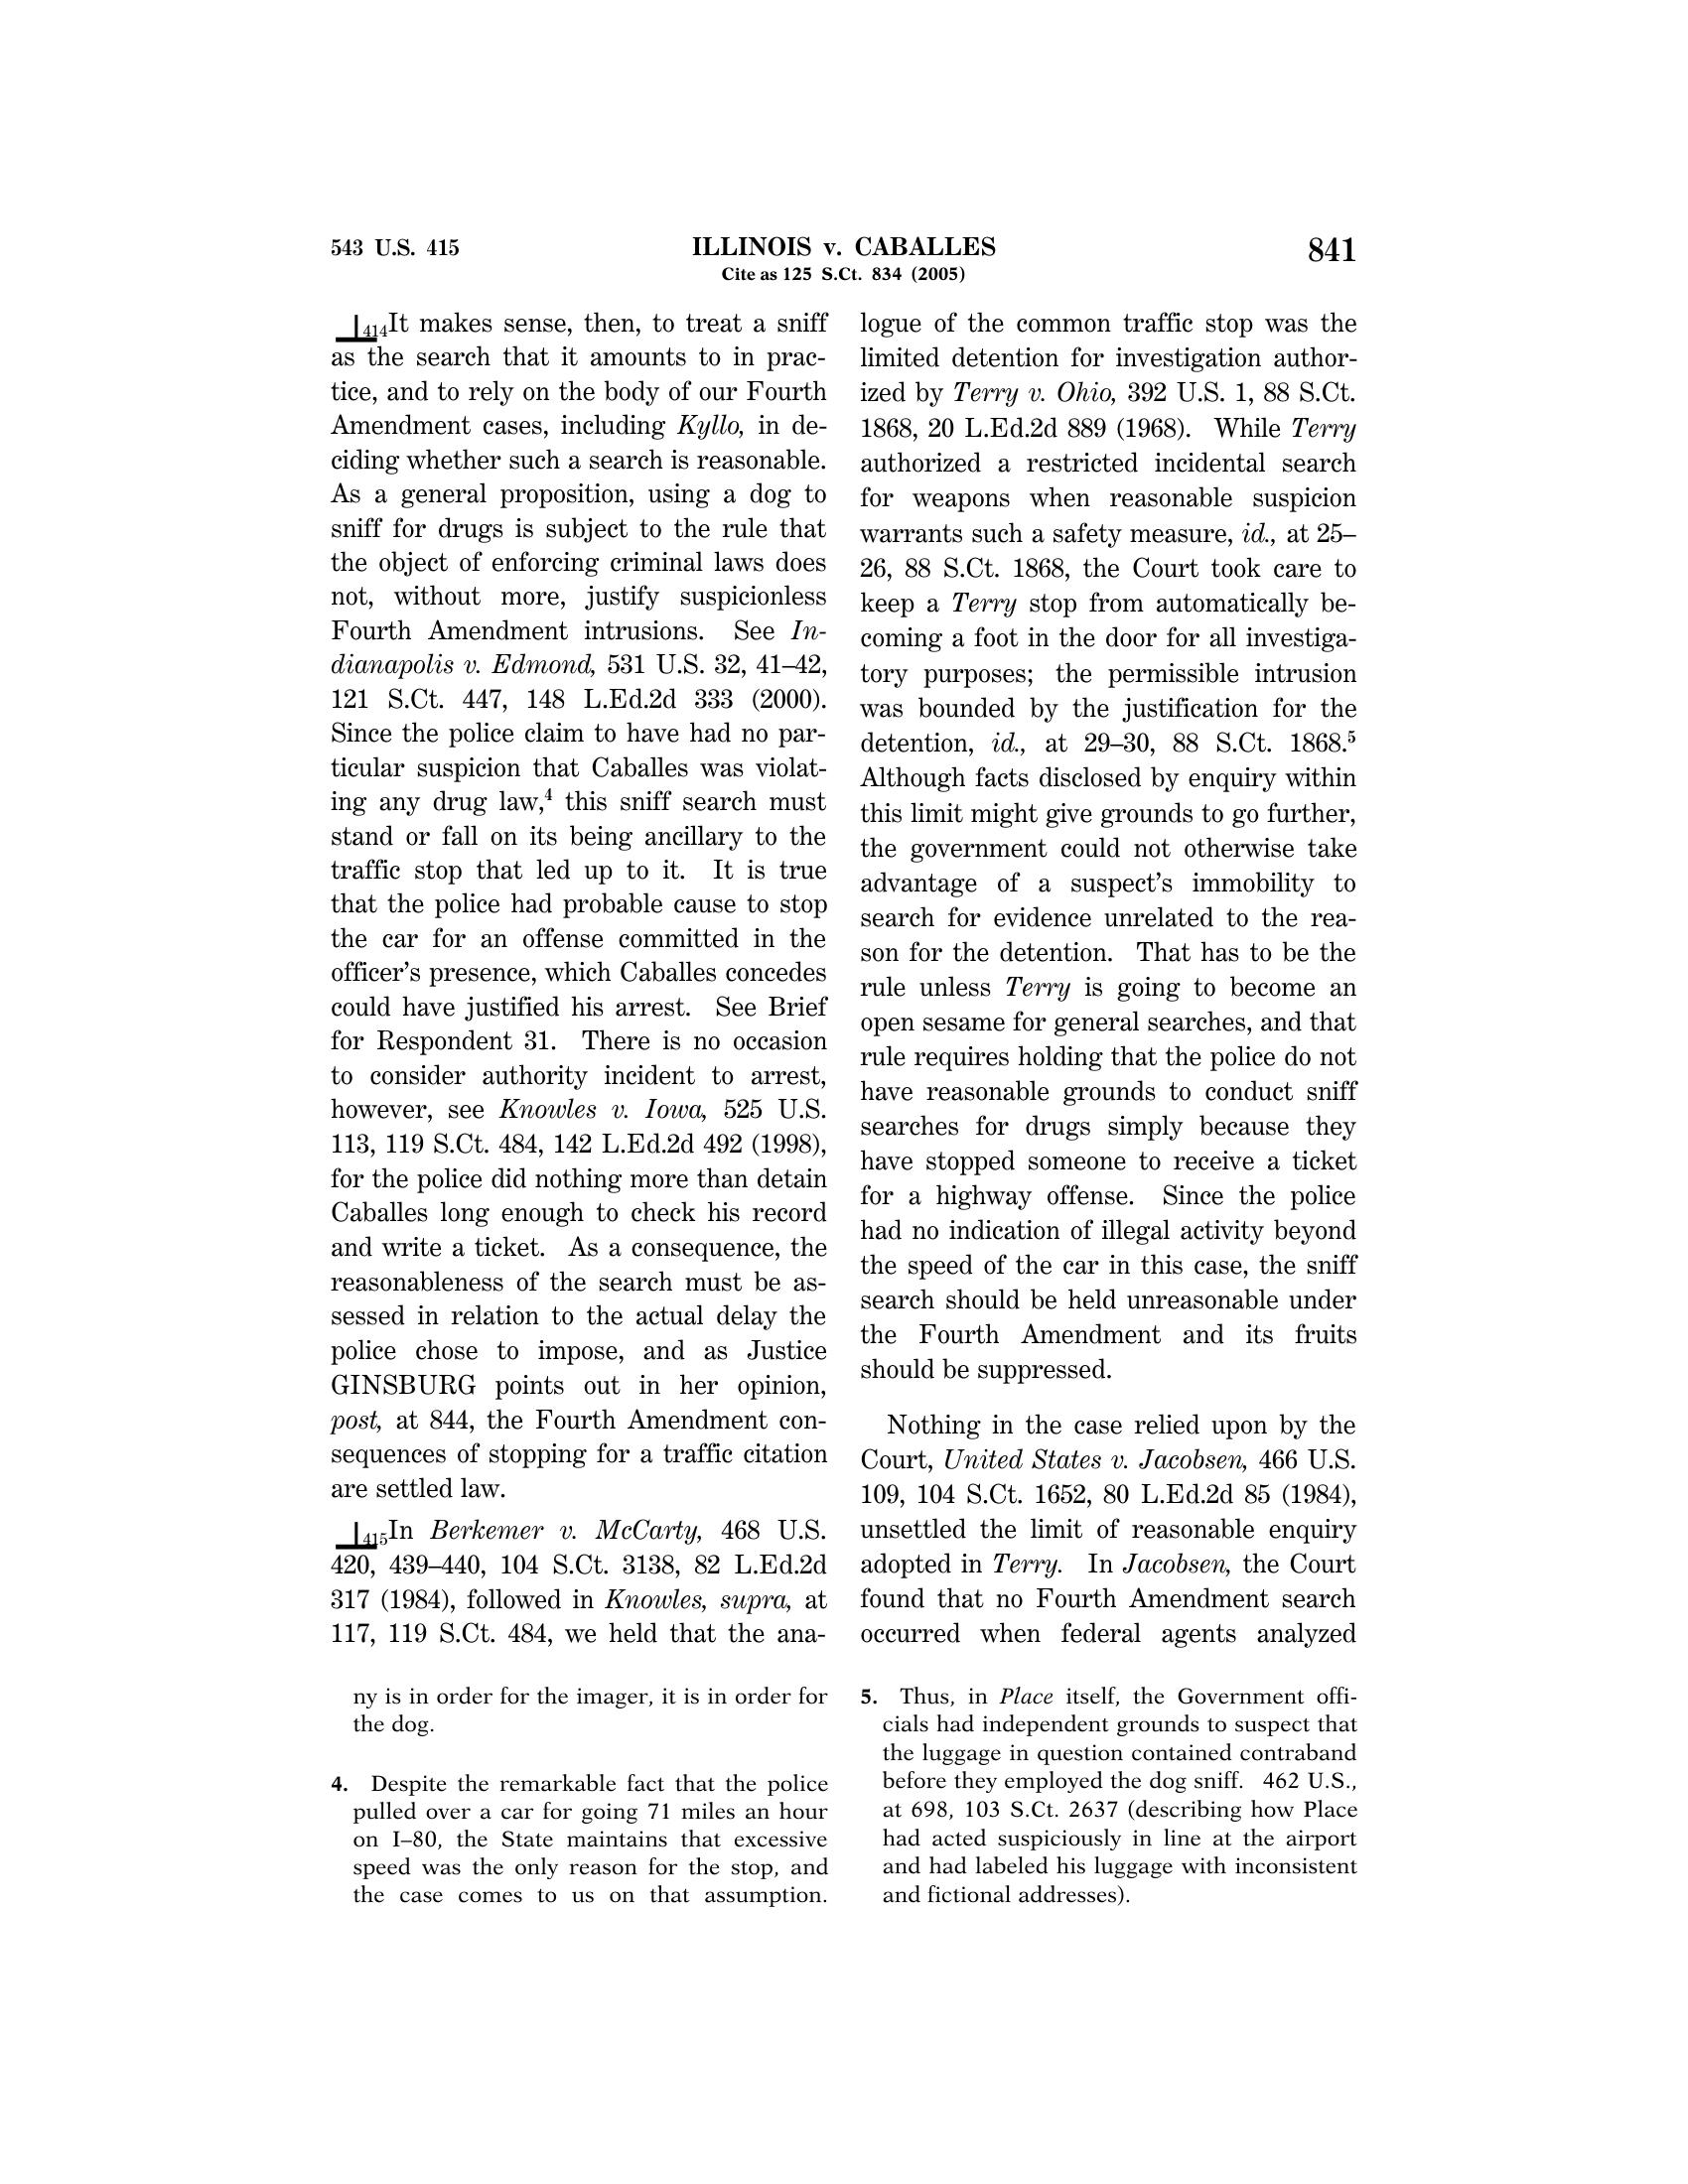 543 U.S. 415
ILLINOIS v. CABALLES
841
Cite as 125 S.Ct. 834 (2005)
⊥414It makes sense, then, to treat a sniff
as the search that it amounts to in prac-
tice, and to rely on the body of our Fourth
Amendment cases, including Kyllo, in de-
ciding whether such a search is reasonable.
As a general proposition, using a dog to
sniff for drugs is subject to the rule that
the object of enforcing criminal laws does
not, without more, justify suspicionless
Fourth Amendment intrusions. See In-
dianapolis v. Edmond, 531 U.S. 32, 41–42,
121 S.Ct. 447, 148 L.Ed.2d 333 (2000).
Since the police claim to have had no par-
ticular suspicion that Caballes was violat-
ing any drug law,4 this sniff search must
stand or fall on its being ancillary to the
traffic stop that led up to it. It is true
that the police had probable cause to stop
the car for an offense committed in the
officer's presence, which Caballes concedes
could have justified his arrest. See Brief
for Respondent 31. There is no occasion
to consider authority incident to arrest,
however, see Knowles v. Iowa, 525 U.S.
113, 119 S.Ct. 484, 142 L.Ed.2d 492 (1998),
for the police did nothing more than detain
Caballes long enough to check his record
and write a ticket. As a consequence, the
reasonableness of the search must be as-
sessed in relation to the actual delay the
police chose to impose, and as Justice
GINSBURG points out in her opinion,
post, at 844, the Fourth Amendment con-
sequences of stopping for a traffic citation
are settled law.
⊥415In Berkemer v. McCarty, 468 U.S.
420, 439–440, 104 S.Ct. 3138, 82 L.Ed.2d
317 (1984), followed in Knowles, supra, at
117, 119 S.Ct. 484, we held that the ana-
logue of the common traffic stop was the
limited detention for investigation author-
ized by Terry v. Ohio, 392 U.S. 1, 88 S.Ct.
1868, 20 L.Ed.2d 889 (1968). While Terry
authorized a restricted incidental search
for weapons when reasonable suspicion
warrants such a safety measure, id., at 25–
26, 88 S.Ct. 1868, the Court took care to
keep a Terry stop from automatically be-
coming a foot in the door for all investiga-
tory purposes; the permissible intrusion
was bounded by the justification for the
detention, id., at 29–30, 88 S.Ct. 1868.5
Although facts disclosed by enquiry within
this limit might give grounds to go further,
the government could not otherwise take
advantage of a suspect's immobility to
search for evidence unrelated to the rea-
son for the detention. That has to be the
rule unless Terry is going to become an
open sesame for general searches, and that
rule requires holding that the police do not
have reasonable grounds to conduct sniff
searches for drugs simply because they
have stopped someone to receive a ticket
for a highway offense. Since the police
had no indication of illegal activity beyond
the speed of the car in this case, the sniff
search should be held unreasonable under
the Fourth Amendment and its fruits
should be suppressed.
Nothing in the case relied upon by the
Court, United States v. Jacobsen, 466 U.S.
109, 104 S.Ct. 1652, 80 L.Ed.2d 85 (1984),
unsettled the limit of reasonable enquiry
adopted in Terry. In Jacobsen, the Court
found that no Fourth Amendment search
occurred when federal agents analyzed
ny is in order for the imager, it is in order for
the dog.
4. Despite the remarkable fact that the police
pulled over a car for going 71 miles an hour
on I–80, the State maintains that excessive
speed was the only reason for the stop, and
the case comes to us on that assumption.
5. Thus, in Place itself, the Government offi-
cials had independent grounds to suspect that
the luggage in question contained contraband
before they employed the dog sniff. 462 U.S.,
at 698, 103 S.Ct. 2637 (describing how Place
had acted suspiciously in line at the airport
and had labeled his luggage with inconsistent
and fictional addresses).